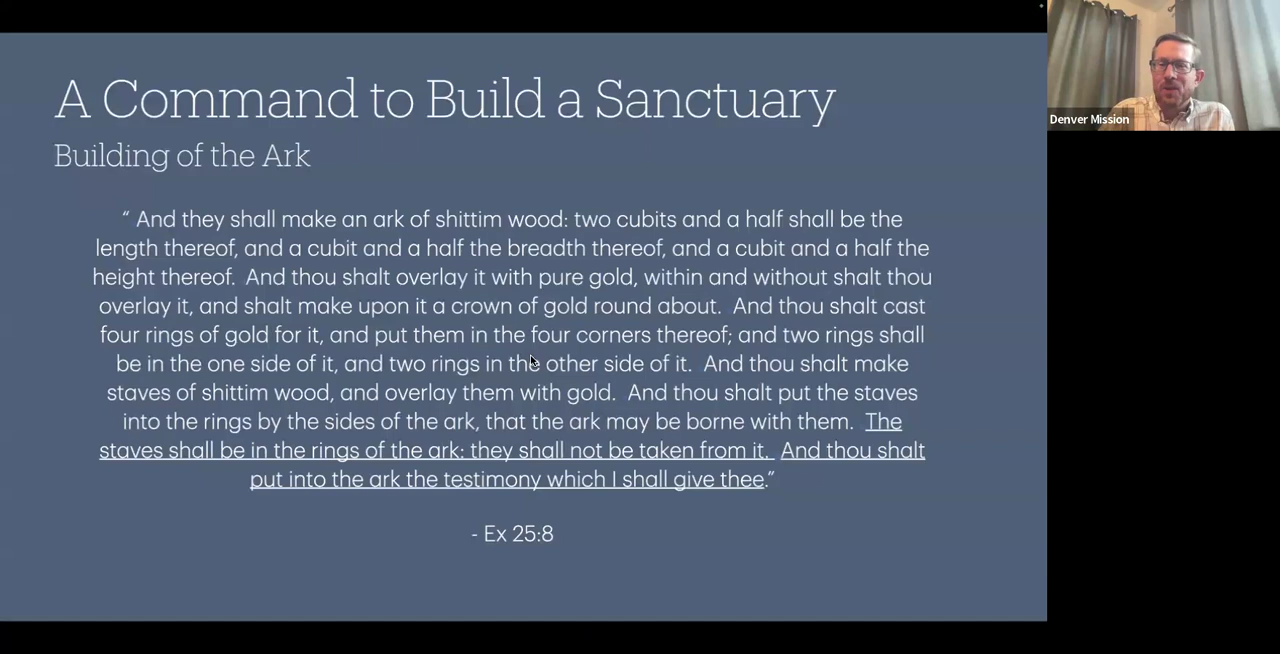 A Command to Build a Sanctuary
Building of the Ark
“ And they shall make an ark of shittim wood: two cubits and a half shall be the
length thereof, and a cubit and a half the breadth thereof, and a cubit and a half the
height thereof.  And thou shalt overlay it with pure gold, within and without shalt thou
overlay it, and shalt make upon it a crown of gold round about.  And thou shalt cast
four rings of gold for it, and put them in the four corners thereof; and two rings shall
be in the one side of it, and two rings in the other side of it.  And thou shalt make
staves of shittim wood, and overlay them with gold.  And thou shalt put the staves
into the rings by the sides of the ark, that the ark may be borne with them.  The
staves shall be in the rings of the ark: they shall not be taken from it.  And thou shalt
put into the ark the testimony which I shall give thee.”
- Ex 25:8
Denver Mission